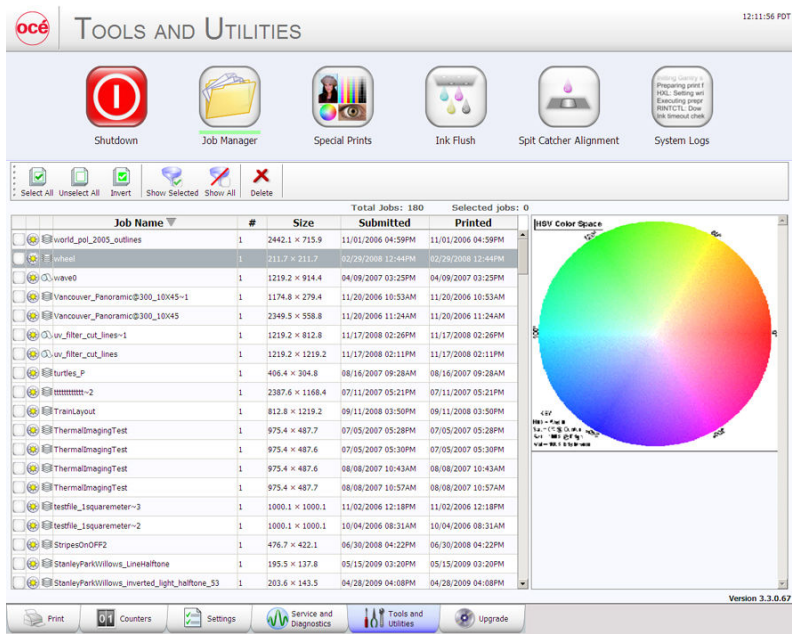 océ
TOOLS AND UTILITIES
12:11:56 PDT
Shutdown
Job Manager
Special Prints
Ink Flush
Spit Catcher Alignment
System Logs
Preparing print f
HXL: Setting wri
Executing prepr
RINTCTL: Dow
ink timeout chek
Select All
Unselect All
Invert
Show Selected
Show All
Delete
Total Jobs: 180 Selected jobs: 0
Job Name # Size Submitted Printed
world_pol_2005_outlines 1 2442.1 × 715.9 11/01/2006 04:59PM 11/01/2006 04:59PM
wheel 1 211.7 × 211.7 02/29/2008 12:44PM 02/29/2008 12:44PM
wave0 1 1219.2 × 914.4 04/09/2007 03:25PM 04/09/2007 03:25PM
Vancouver_Panoramic@300_10X45~1 1 1174.8 × 279.4 11/20/2006 10:53AM 11/20/2006 10:53AM
Vancouver_Panoramic@300_10X45 1 2349.5 × 558.8 11/20/2006 11:24AM 11/20/2006 11:24AM
uv_filter_cut_lines~1 1 1219.2 × 812.8 11/17/2008 02:26PM 11/17/2008 02:26PM
uv_filter_cut_lines 1 1219.2 × 1219.2 11/17/2008 02:11PM 11/17/2008 02:11PM
turtles_P 1 406.4 × 304.8 08/16/2007 09:28AM 08/16/2007 09:28AM
1 2387.6 × 1168.4 07/11/2007 05:21PM 07/11/2007 05:21PM
TrainLayout 1 812.8 × 1219.2 09/11/2008 03:50PM 09/11/2008 03:50PM
ThermalImagingTest 1 975.4 × 487.7 07/05/2007 05:28PM 07/05/2007 05:28PM
ThermalImagingTest 1 975.4 × 487.6 07/05/2007 05:30PM 07/05/2007 05:30PM
ThermalImagingTest 1 975.4 × 487.6 08/08/2007 10:43AM 08/08/2007 10:43AM
ThermalImagingTest 1 975.4 × 487.7 08/08/2007 10:57AM 08/08/2007 10:57AM
testfile_1squaremeter~3 1 1000.1 × 1000.1 11/02/2006 12:18PM 11/02/2006 12:18PM
testfile_1squaremeter~2 1 1000.1 × 1000.1 10/04/2006 08:31AM 10/04/2006 08:31AM
StripesOnOFF2 1 476.7 × 422.1 06/30/2008 04:22PM 06/30/2008 04:22PM
StanleyParkWillows_LineHalftone 1 195.5 × 137.8 05/15/2009 03:20PM 05/15/2009 03:20PM
StanleyParkWillows_inverted_light_halftone_53 1 203.6 × 143.5 04/28/2009 04:08PM 04/28/2009 04:08PM
HSV Color Space
KEY
Version 3.3.0.67
Print
01 Counters
Settings
Service and Diagnostics
Tools and Utilities
Upgrade